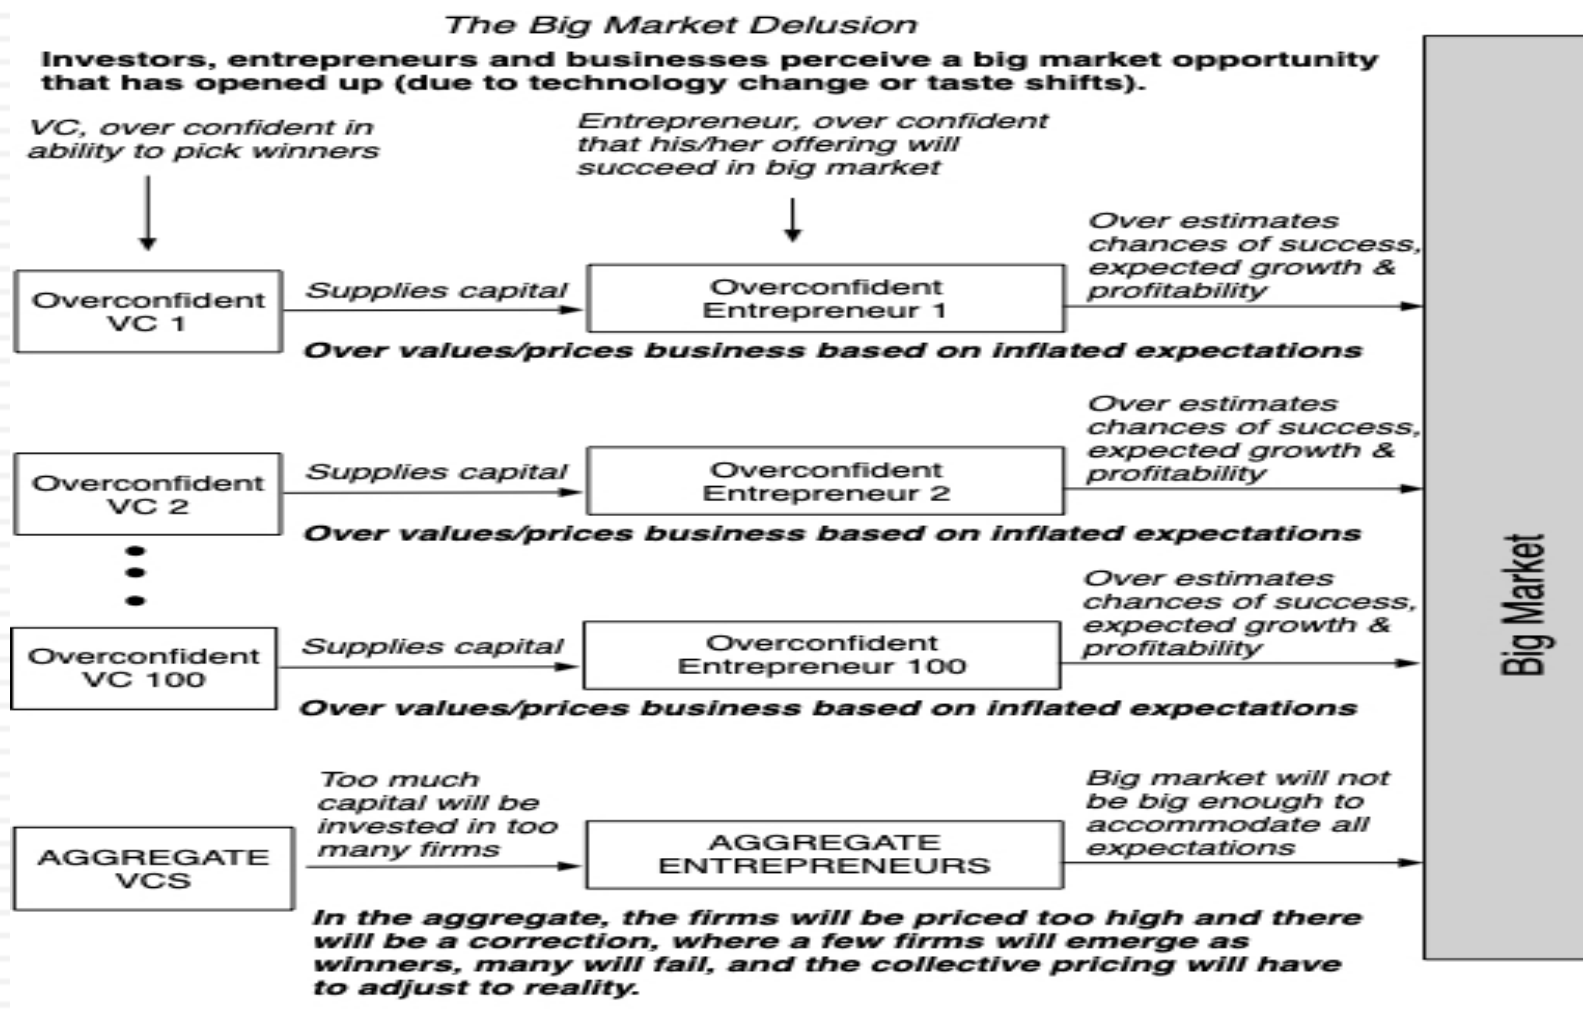 The Big Market Delusion
Investors, entrepreneurs and businesses perceive a big market opportunity
that has opened up (due to technology change or taste shifts).
VC, over confident in
ability to pick winners
Entrepreneur, over confident
that his/her offering will
succeed in big market
Overconfident
VC 1
Supplies capital
Overconfident
Entrepreneur 1
Over estimates
chances of success,
expected growth &
profitability
Over values/prices business based on inflated expectations
Overconfident
VC 2
Supplies capital
Overconfident
Entrepreneur 2
Over estimates
chances of success,
expected growth &
profitability
Over values/prices business based on inflated expectations
Overconfident
VC 100
Supplies capital
Overconfident
Entrepreneur 100
Over estimates
chances of success,
expected growth &
profitability
Over values/prices business based on inflated expectations
AGGREGATE
VCS
Too much
capital will be
invested in too
many firms
AGGREGATE
ENTREPRENEURS
Big market will not
be big enough to
accommodate all
expectations
In the aggregate, the firms will be priced too high and there
will be a correction, where a few firms will emerge as
winners, many will fail, and the collective pricing will have
to adjust to reality.
Big Market